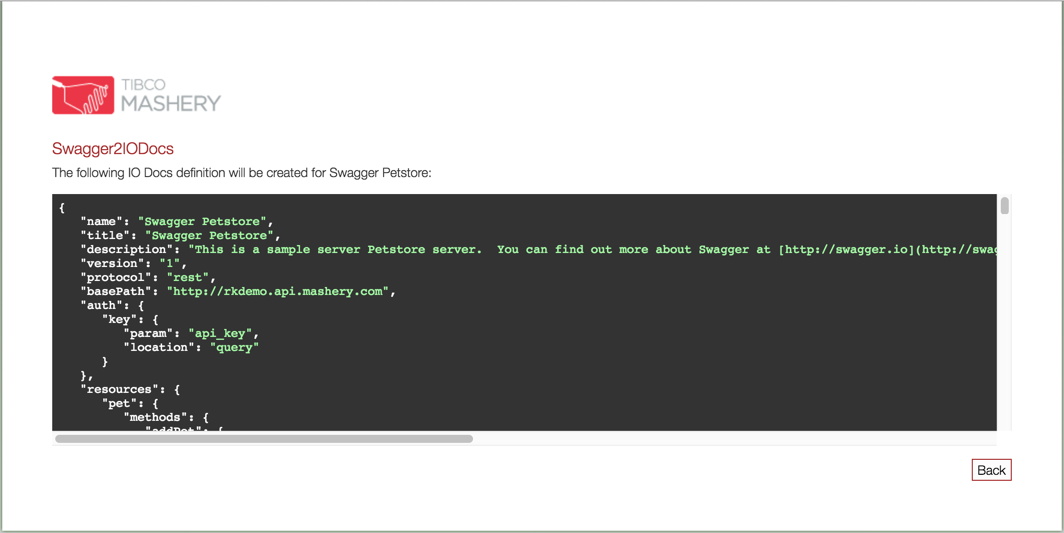 TIBCO
MASHERY
Swagger2IODocs
The following IO Docs definition will be created for Swagger Petstore:
{
"name": "Swagger Petstore",
"title": "Swagger Petstore",
"description": "This is a sample server Petstore server.  You can find out more about Swagger at [http://swagger.io](http://swag
"version": "1",
"protocol": "rest",
"basePath": "http://rkdemo.api.mashery.com",
"auth": {
"key": {
"param": "api_key",
"location": "query"
}
},
"resources": {
"pet": {
"methods": {
"addPet": {
Back